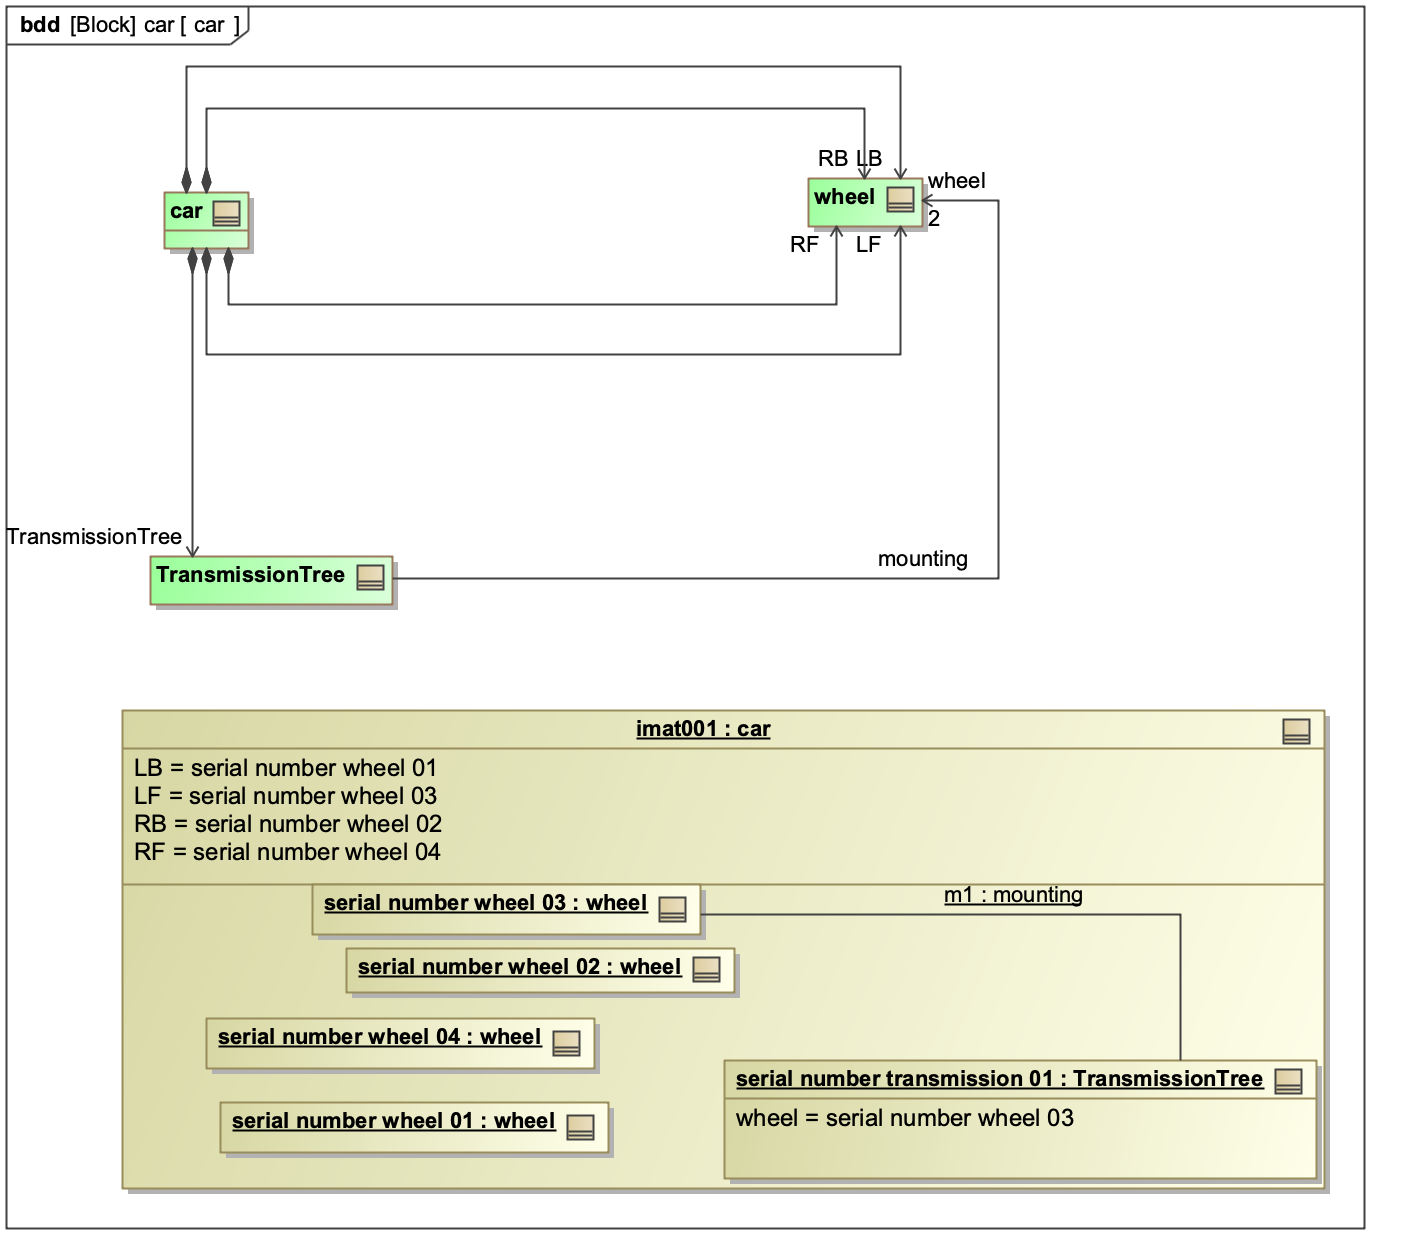 bdd [Block] car [ car ]
RB LB
wheel
car
wheel
2
RF LF
TransmissionTree
mounting
TransmissionTree
imat001 : car
LB = serial number wheel 01
LF = serial number wheel 03
RB = serial number wheel 02
RF = serial number wheel 04
m1 : mounting
serial number wheel 03 : wheel
serial number wheel 02 : wheel
serial number wheel 04 : wheel
serial number transmission 01 : TransmissionTree
serial number wheel 01 : wheel
wheel = serial number wheel 03